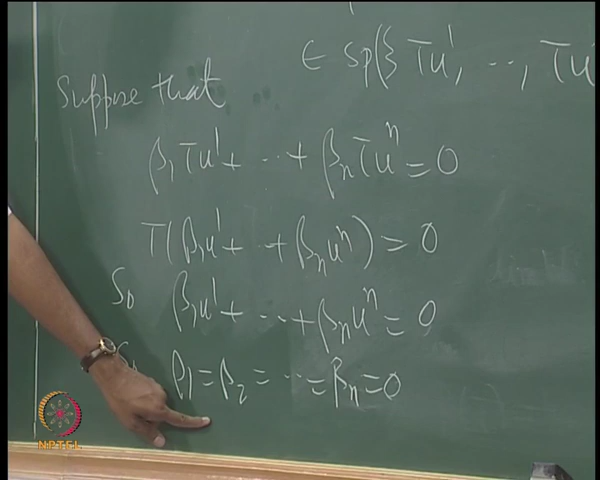 ∈ Sp({ Tu¹, ..., Tu
Suppose that
β₁Tu¹ + ... + βₙTuⁿ = 0
T(β₁u¹ + ... + βₙuⁿ) = 0
So β₁u¹ + ... + βₙuⁿ = 0
β₁ = β₂ = ... = βₙ = 0
NPTEL